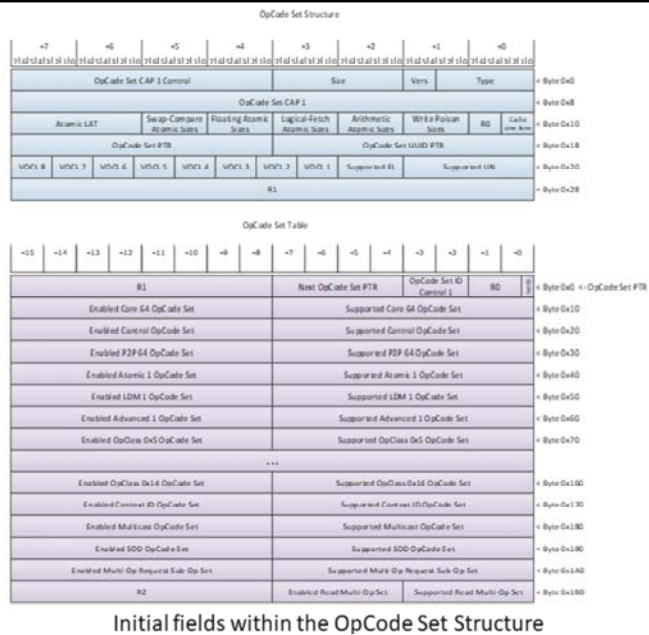 OpCode Set Structure
+7 +6 +5 +4 +3 +2 +1 +0
OpCode Set CAP 1 Control Size Vers Type < Byte 0x0
OpCode Set CAP 1 < Byte 0x8
Atomic LAT Swap-Compare Atomic Sizes Floating Atomic Sizes Logical-Fetch Atomic Sizes Arithmetic Atomic Sizes Write Poison Sizes R0 Cache Line Sizes < Byte 0x10
OpCode Set PTR OpCode Set UUID PTR < Byte 0x18
VOCL 8 VOCL 7 VOCL 6 VOCL 5 VOCL 4 VOCL 3 VOCL 2 VOCL 1 Supported FL Supported UN < Byte 0x20
R1 < Byte 0x28
OpCode Set Table
+15 +14 +13 +12 +11 +10 +9 +8 +7 +6 +5 +4 +3 +2 +1 +0
R1 Next OpCode Set PTR OpCode Set ID Control 1 R0 < Byte 0x0 <-OpCode Set PTR
Enabled Core 64 OpCode Set Supported Core 64 OpCode Set < Byte 0x10
Enabled Control OpCode Set Supported Control OpCode Set < Byte 0x20
Enabled P2P 64 OpCode Set Supported P2P 64 OpCode Set < Byte 0x30
Enabled Atomic 1 OpCode Set Supported Atomic 1 OpCode Set < Byte 0x40
Enabled LDM 1 OpCode Set Supported LDM 1 OpCode Set < Byte 0x50
Enabled Advanced 1 OpCode Set Supported Advanced 1 OpCode Set < Byte 0x60
Enabled OpClass 0x5 OpCode Set Supported OpClass 0x5 OpCode Set < Byte 0x70
...
Enabled OpClass 0x14 OpCode Set Supported OpClass 0x14 OpCode Set < Byte 0x160
Enabled Context ID OpCode Set Supported Context ID OpCode Set < Byte 0x170
Enabled Multicast OpCode Set Supported Multicast OpCode Set < Byte 0x180
Enabled SOD OpCode Set Supported SOD OpCode Set < Byte 0x190
Enabled Multi-Op Request Sub-Op Set Supported Multi-Op Request Sub-Op Set < Byte 0x1A0
R2 Enabled Read Multi-Op Set Supported Read Multi-Op Set < Byte 0x1B0
Initial fields within the OpCode Set Structure